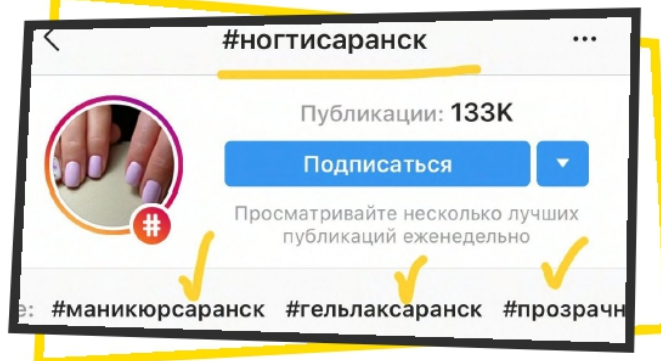 #ногтисаранск
Публикации: 133K
Подписаться
Просматривайте несколько лучших
публикаций еженедельно
#маникюрсаранск #гельлаксаранск